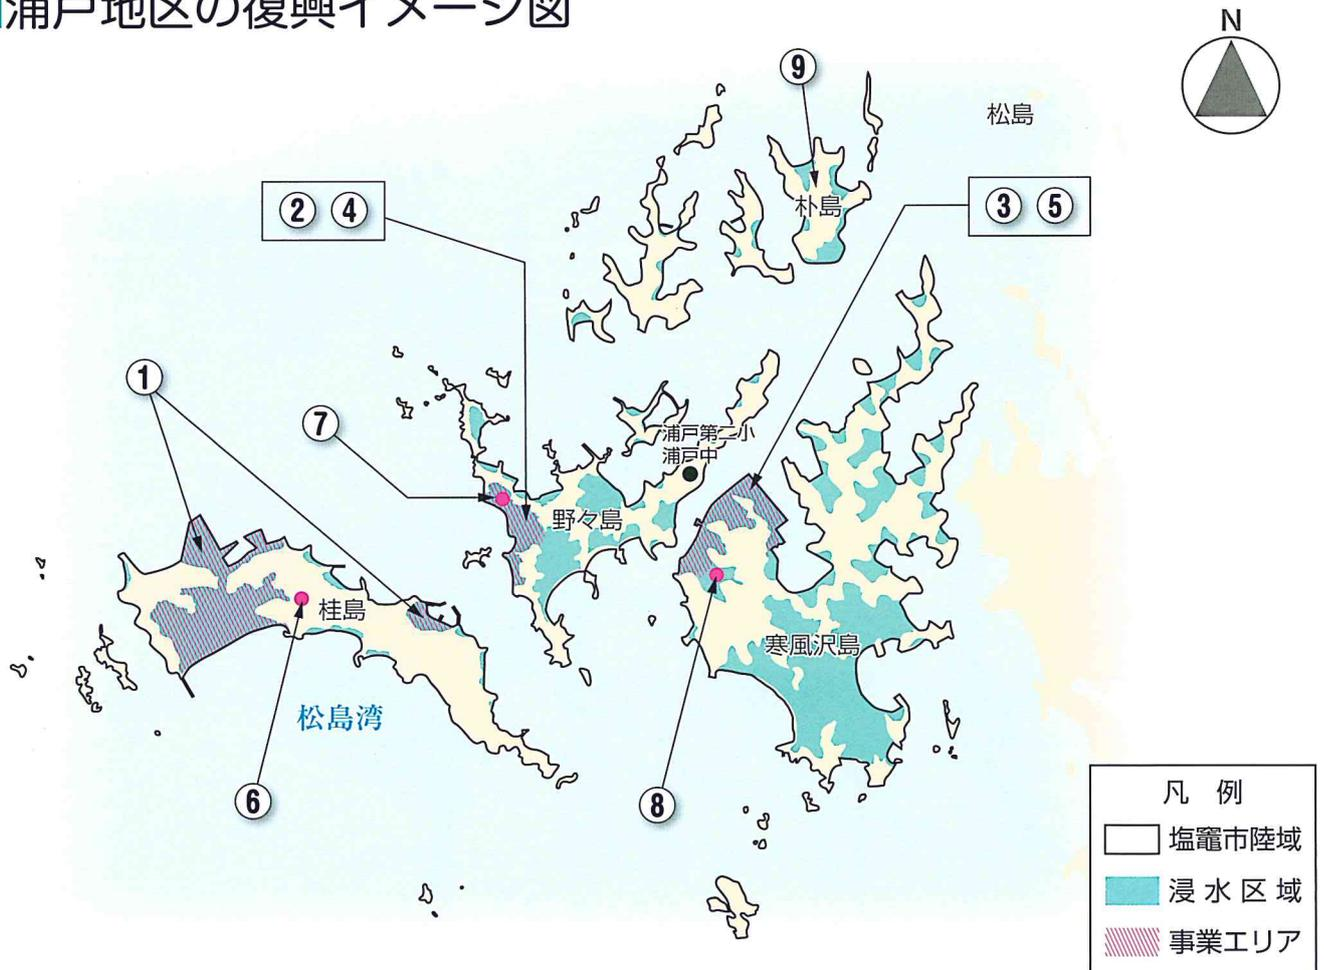 浦戸地区の復興イメージ図
N
⑨
松島
② ④
朴島
③ ⑤
①
⑦
浦戸第二小
浦戸中
野々島
桂島
寒風沢島
松島湾
⑥
⑧
凡 例
塩竈市陸域
浸水区域
事業エリア